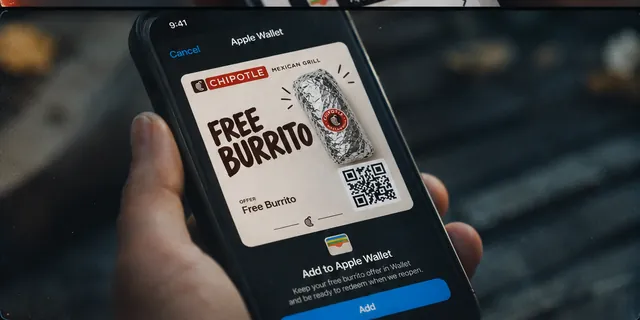 9:41
Cancel
Apple Wallet
CHIPOTLE MEXICAN GRILL
FREE
BURRITO
CHIPOTLE
OFFER
Free Burrito
Add to Apple Wallet
Keep your free burrito offer in Wallet
and be ready to redeem when we reopen.
Add